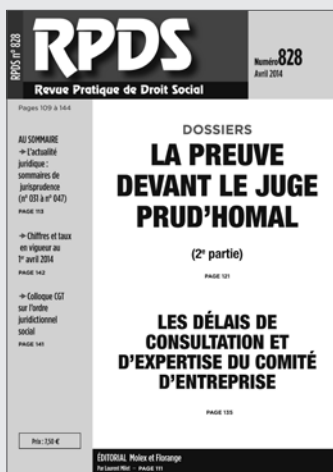 RPDS n° 828
RPDS
Revue Pratique de Droit Social
Numéro 828
Avril 2014
Pages 109 à 144
AU SOMMAIRE
→ L'actualité
juridique :
sommaires de
jurisprudence
(n° 031 à n° 047)
PAGE 113
→ Chiffres et taux
en vigueur au
1er avril 2014
PAGE 142
→ Colloque CGT
sur l'ordre
juridictionnel
social
PAGE 141
Prix : 7,50 €
DOSSIERS
LA PREUVE
DEVANT LE JUGE
PRUD'HOMAL
(2e partie)
PAGE 121
LES DÉLAIS DE
CONSULTATION ET
D'EXPERTISE DU COMITÉ
D'ENTREPRISE
PAGE 135
ÉDITORIAL Molex et Florange
Par Laurent Milet - PAGE 111